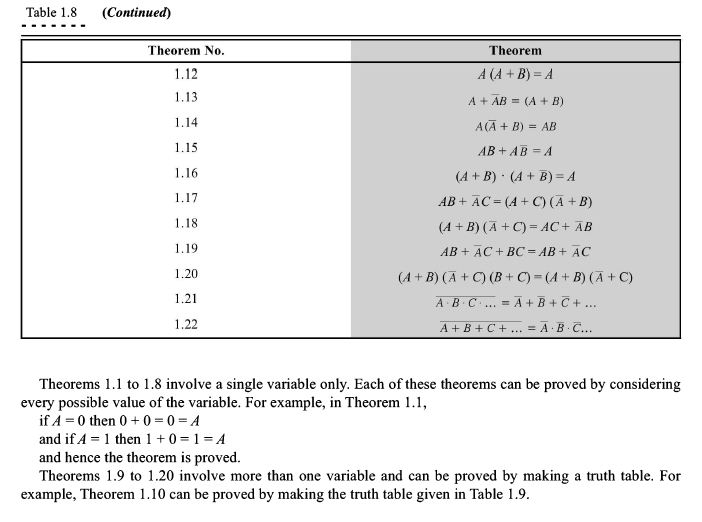 Table 1.8 (Continued)
Theorem No. Theorem
1.12 A (A + B) = A
1.13 A + A̅B = (A + B)
1.14 A(A̅ + B) = AB
1.15 AB + AB̅ = A
1.16 (A + B) · (A + B̅) = A
1.17 AB + A̅C = (A + C) (A̅ + B)
1.18 (A + B) (A̅ + C) = AC + A̅B
1.19 AB + A̅C + BC = AB + A̅C
1.20 (A + B) (A̅ + C) (B + C) = (A + B) (A̅ + C)
1.21 A̅ ̅·̅ ̅B̅ ̅·̅ ̅C̅ ̅·̅ ̅.̅.̅.̅ = A̅ + B̅ + C̅ + ...
1.22 A̅ ̅+̅ ̅B̅ ̅+̅ ̅C̅ ̅+̅ ̅.̅.̅.̅ = A̅ · B̅ · C̅...
Theorems 1.1 to 1.8 involve a single variable only. Each of these theorems can be proved by considering
every possible value of the variable. For example, in Theorem 1.1,
if A = 0 then 0 + 0 = 0 = A
and if A = 1 then 1 + 0 = 1 = A
and hence the theorem is proved.
Theorems 1.9 to 1.20 involve more than one variable and can be proved by making a truth table. For
example, Theorem 1.10 can be proved by making the truth table given in Table 1.9.